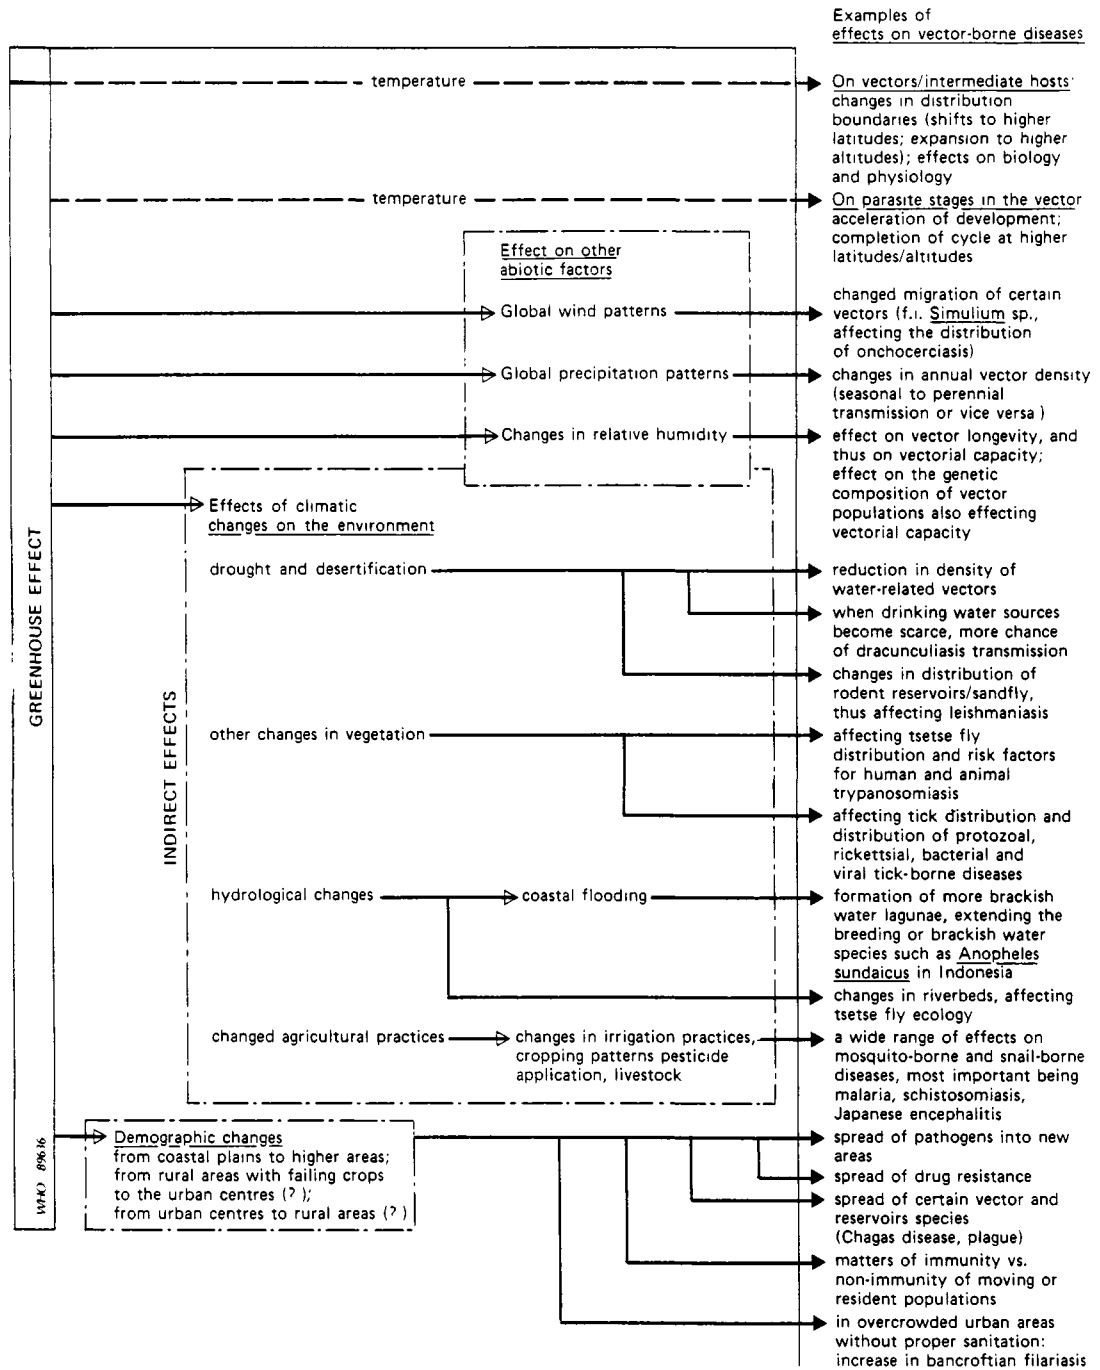 Examples of
effects on vector-borne diseases
temperature
On vectors/intermediate hosts:
changes in distribution
boundaries (shifts to higher
latitudes; expansion to higher
altitudes); effects on biology
and physiology
temperature
On parasite stages in the vector
acceleration of development;
completion of cycle at higher
latitudes/altitudes
Effect on other
abiotic factors
Global wind patterns
changed migration of certain
vectors (f.i. Simulium sp.,
affecting the distribution
of onchocerciasis)
Global precipitation patterns
changes in annual vector density
(seasonal to perennial
transmission or vice versa )
Changes in relative humidity
effect on vector longevity, and
thus on vectorial capacity;
effect on the genetic
composition of vector
populations also effecting
vectorial capacity
GREENHOUSE EFFECT
INDIRECT EFFECTS
Effects of climatic
changes on the environment
drought and desertification
reduction in density of
water-related vectors
when drinking water sources
become scarce, more chance
of dracunculiasis transmission
changes in distribution of
rodent reservoirs/sandfly,
thus affecting leishmaniasis
other changes in vegetation
affecting tsetse fly
distribution and risk factors
for human and animal
trypanosomiasis
affecting tick distribution and
distribution of protozoal,
rickettsial, bacterial and
viral tick-borne diseases
hydrological changes
coastal flooding
formation of more brackish
water lagunae, extending the
breeding or brackish water
species such as Anopheles
sundaicus in Indonesia
changes in riverbeds, affecting
tsetse fly ecology
changed agricultural practices
changes in irrigation practices,
cropping patterns pesticide
application, livestock
a wide range of effects on
mosquito-borne and snail-borne
diseases, most important being
malaria, schistosomiasis,
Japanese encephalitis
WHO 89636
Demographic changes
from coastal plains to higher areas;
from rural areas with failing crops
to the urban centres (?);
from urban centres to rural areas (?)
spread of pathogens into new
areas
spread of drug resistance
spread of certain vector and
reservoirs species
(Chagas disease, plague)
matters of immunity vs.
non-immunity of moving or
resident populations
in overcrowded urban areas
without proper sanitation:
increase in bancroftian filariasis